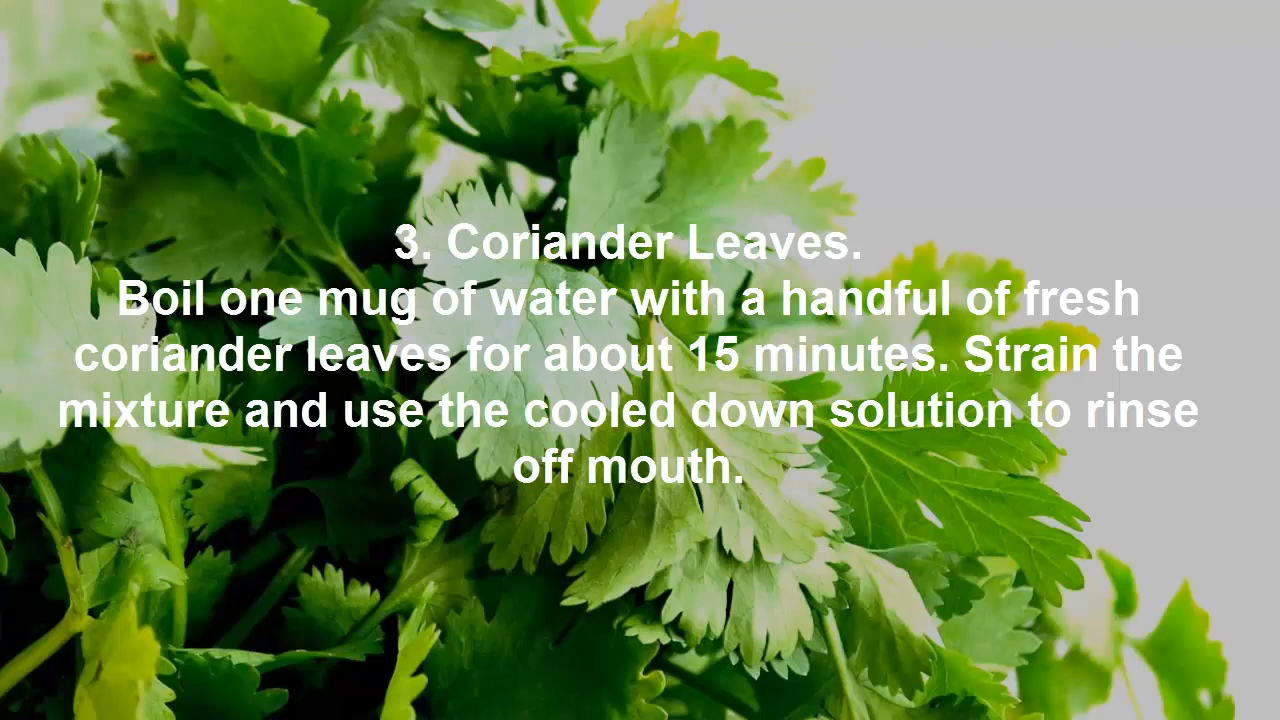 3. Coriander Leaves.
Boil one mug of water with a handful of fresh
coriander leaves for about 15 minutes. Strain the
mixture and use the cooled down solution to rinse
off mouth.